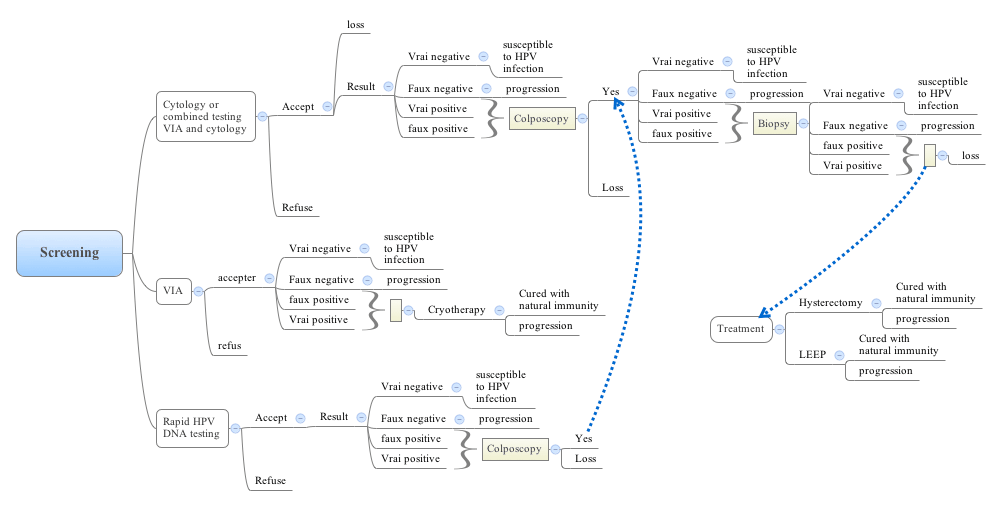 Screening
Cytology or
combined testing
VIA and cytology
Accept
loss
Result
Vrai negative
susceptible
to HPV
infection
Faux negative
progression
Vrai positive
faux positive
Colposcopy
Yes
Vrai negative
susceptible
to HPV
infection
Faux negative
progression
Vrai positive
faux positive
Biopsy
Vrai negative
susceptible
to HPV
infection
Faux negative
progression
faux positive
Vrai positive
loss
Loss
Refuse
VIA
accepter
Vrai negative
susceptible
to HPV
infection
Faux negative
progression
faux positive
Vrai positive
Cryotherapy
Cured with
natural immunity
progression
refus
Treatment
Hysterectomy
Cured with
natural immunity
progression
LEEP
Cured with
natural immunity
progression
Rapid HPV
DNA testing
Accept
Result
Vrai negative
susceptible
to HPV
infection
Faux negative
progression
faux positive
Vrai positive
Colposcopy
Yes
Loss
Refuse